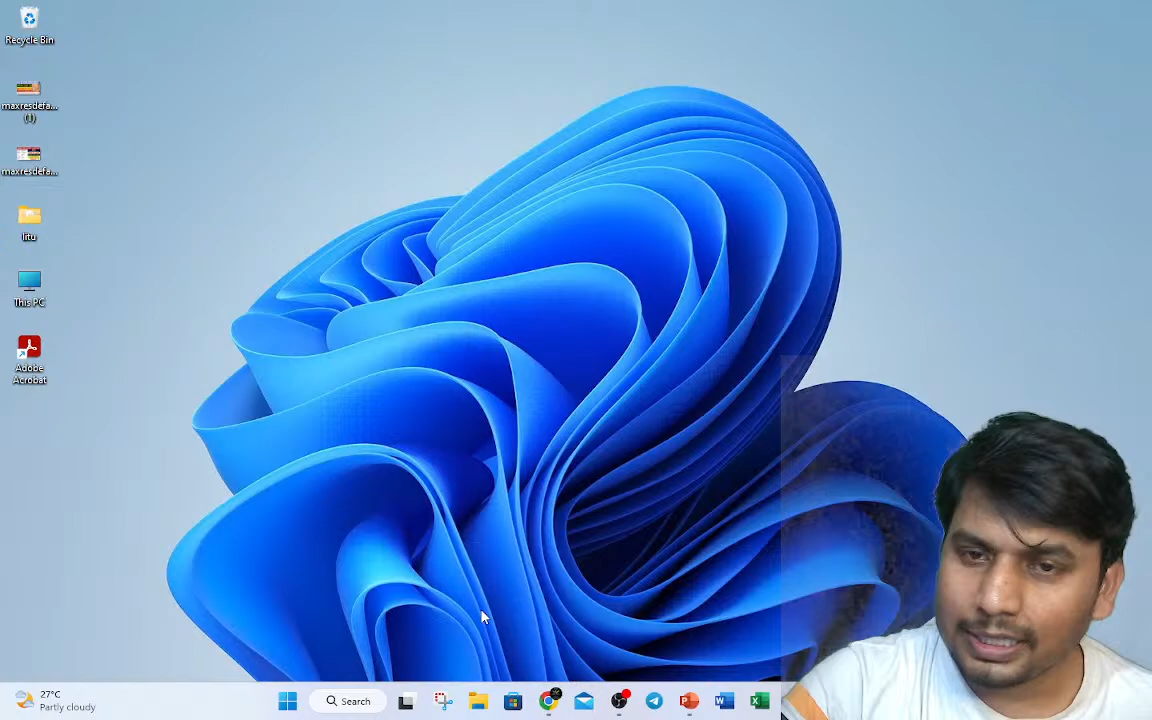 Recycle Bin
maxresdefa...
(1)
maxresdefa...
litu
This PC
Adobe
Acrobat
27°C
Partly cloudy
Search